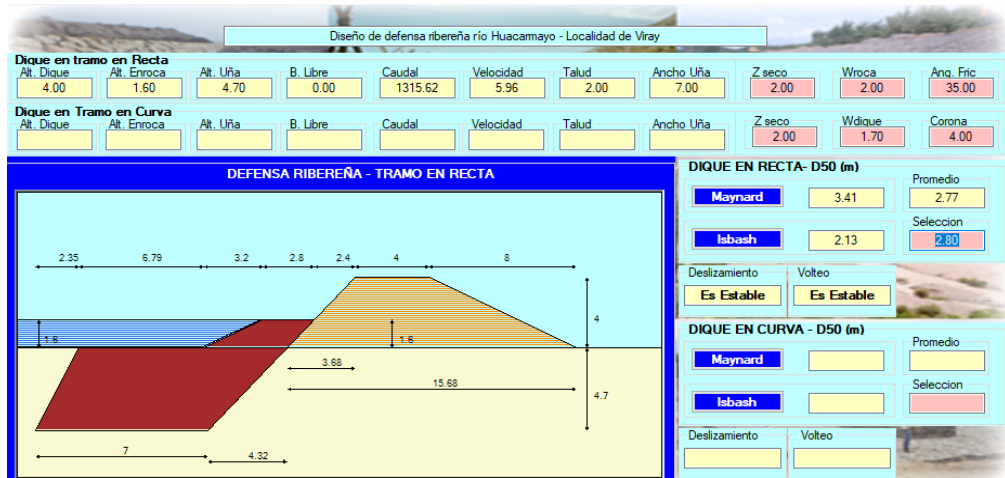 Diseño de defensa ribereña río Huacamayo - Localidad de Viray
Dique en tramo en Recta
Alt. Dique Alt. Enroca Alt. Uña B. Libre Caudal Velocidad Talud Ancho Uña Z seco Wroca Ang. Fric
4.00 1.60 4.70 0.00 1315.62 5.96 2.00 7.00 2.00 2.00 35.00
Dique en Tramo en Curva
Alt. Dique Alt. Enroca Alt. Uña B. Libre Caudal Velocidad Talud Ancho Uña Z seco Wdique Corona
2.00 1.70 4.00
DEFENSA RIBEREÑA - TRAMO EN RECTA
2.35 6.79 3.2 2.8 2.4 4 8
4
1.6 1.6
3.68
15.68
4.7
7 4.32
DIQUE EN RECTA- D50 (m)
Promedio
Maynard 3.41 2.77
Seleccion
Isbash 2.13 2.80
Deslizamiento Volteo
Es Estable Es Estable
DIQUE EN CURVA - D50 (m)
Promedio
Maynard
Seleccion
Isbash
Deslizamiento Volteo